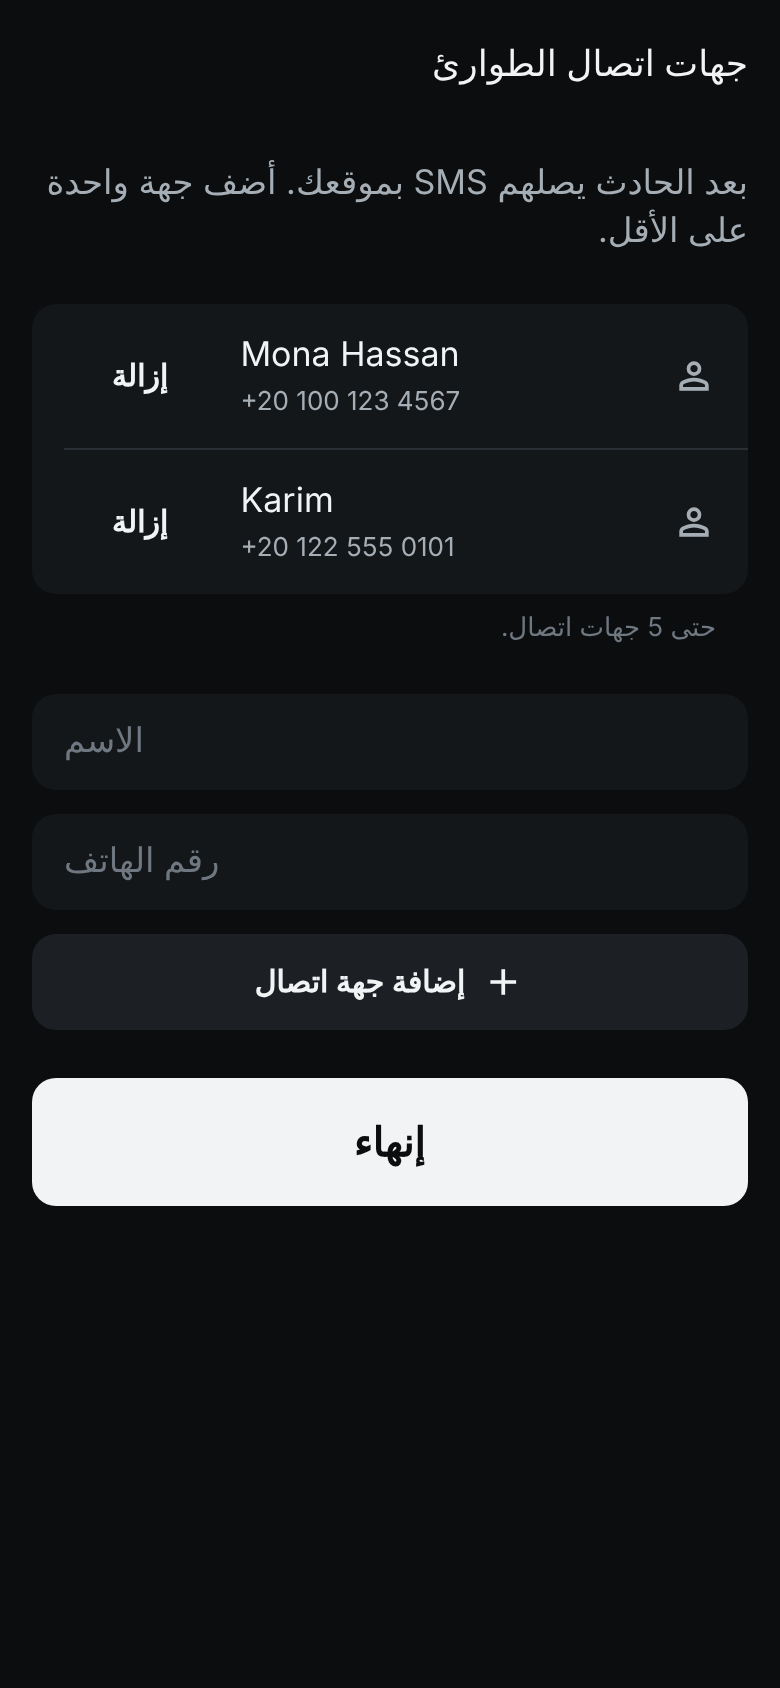 جهات اتصال الطوارئ
بعد الحادث يصلهم SMS بموقعك. أضف جهة واحدة
على الأقل.
Mona Hassan
+20 100 123 4567
إزالة
Karim
+20 122 555 0101
إزالة
حتى 5 جهات اتصال.
الاسم
رقم الهاتف
+ إضافة جهة اتصال
إنهاء